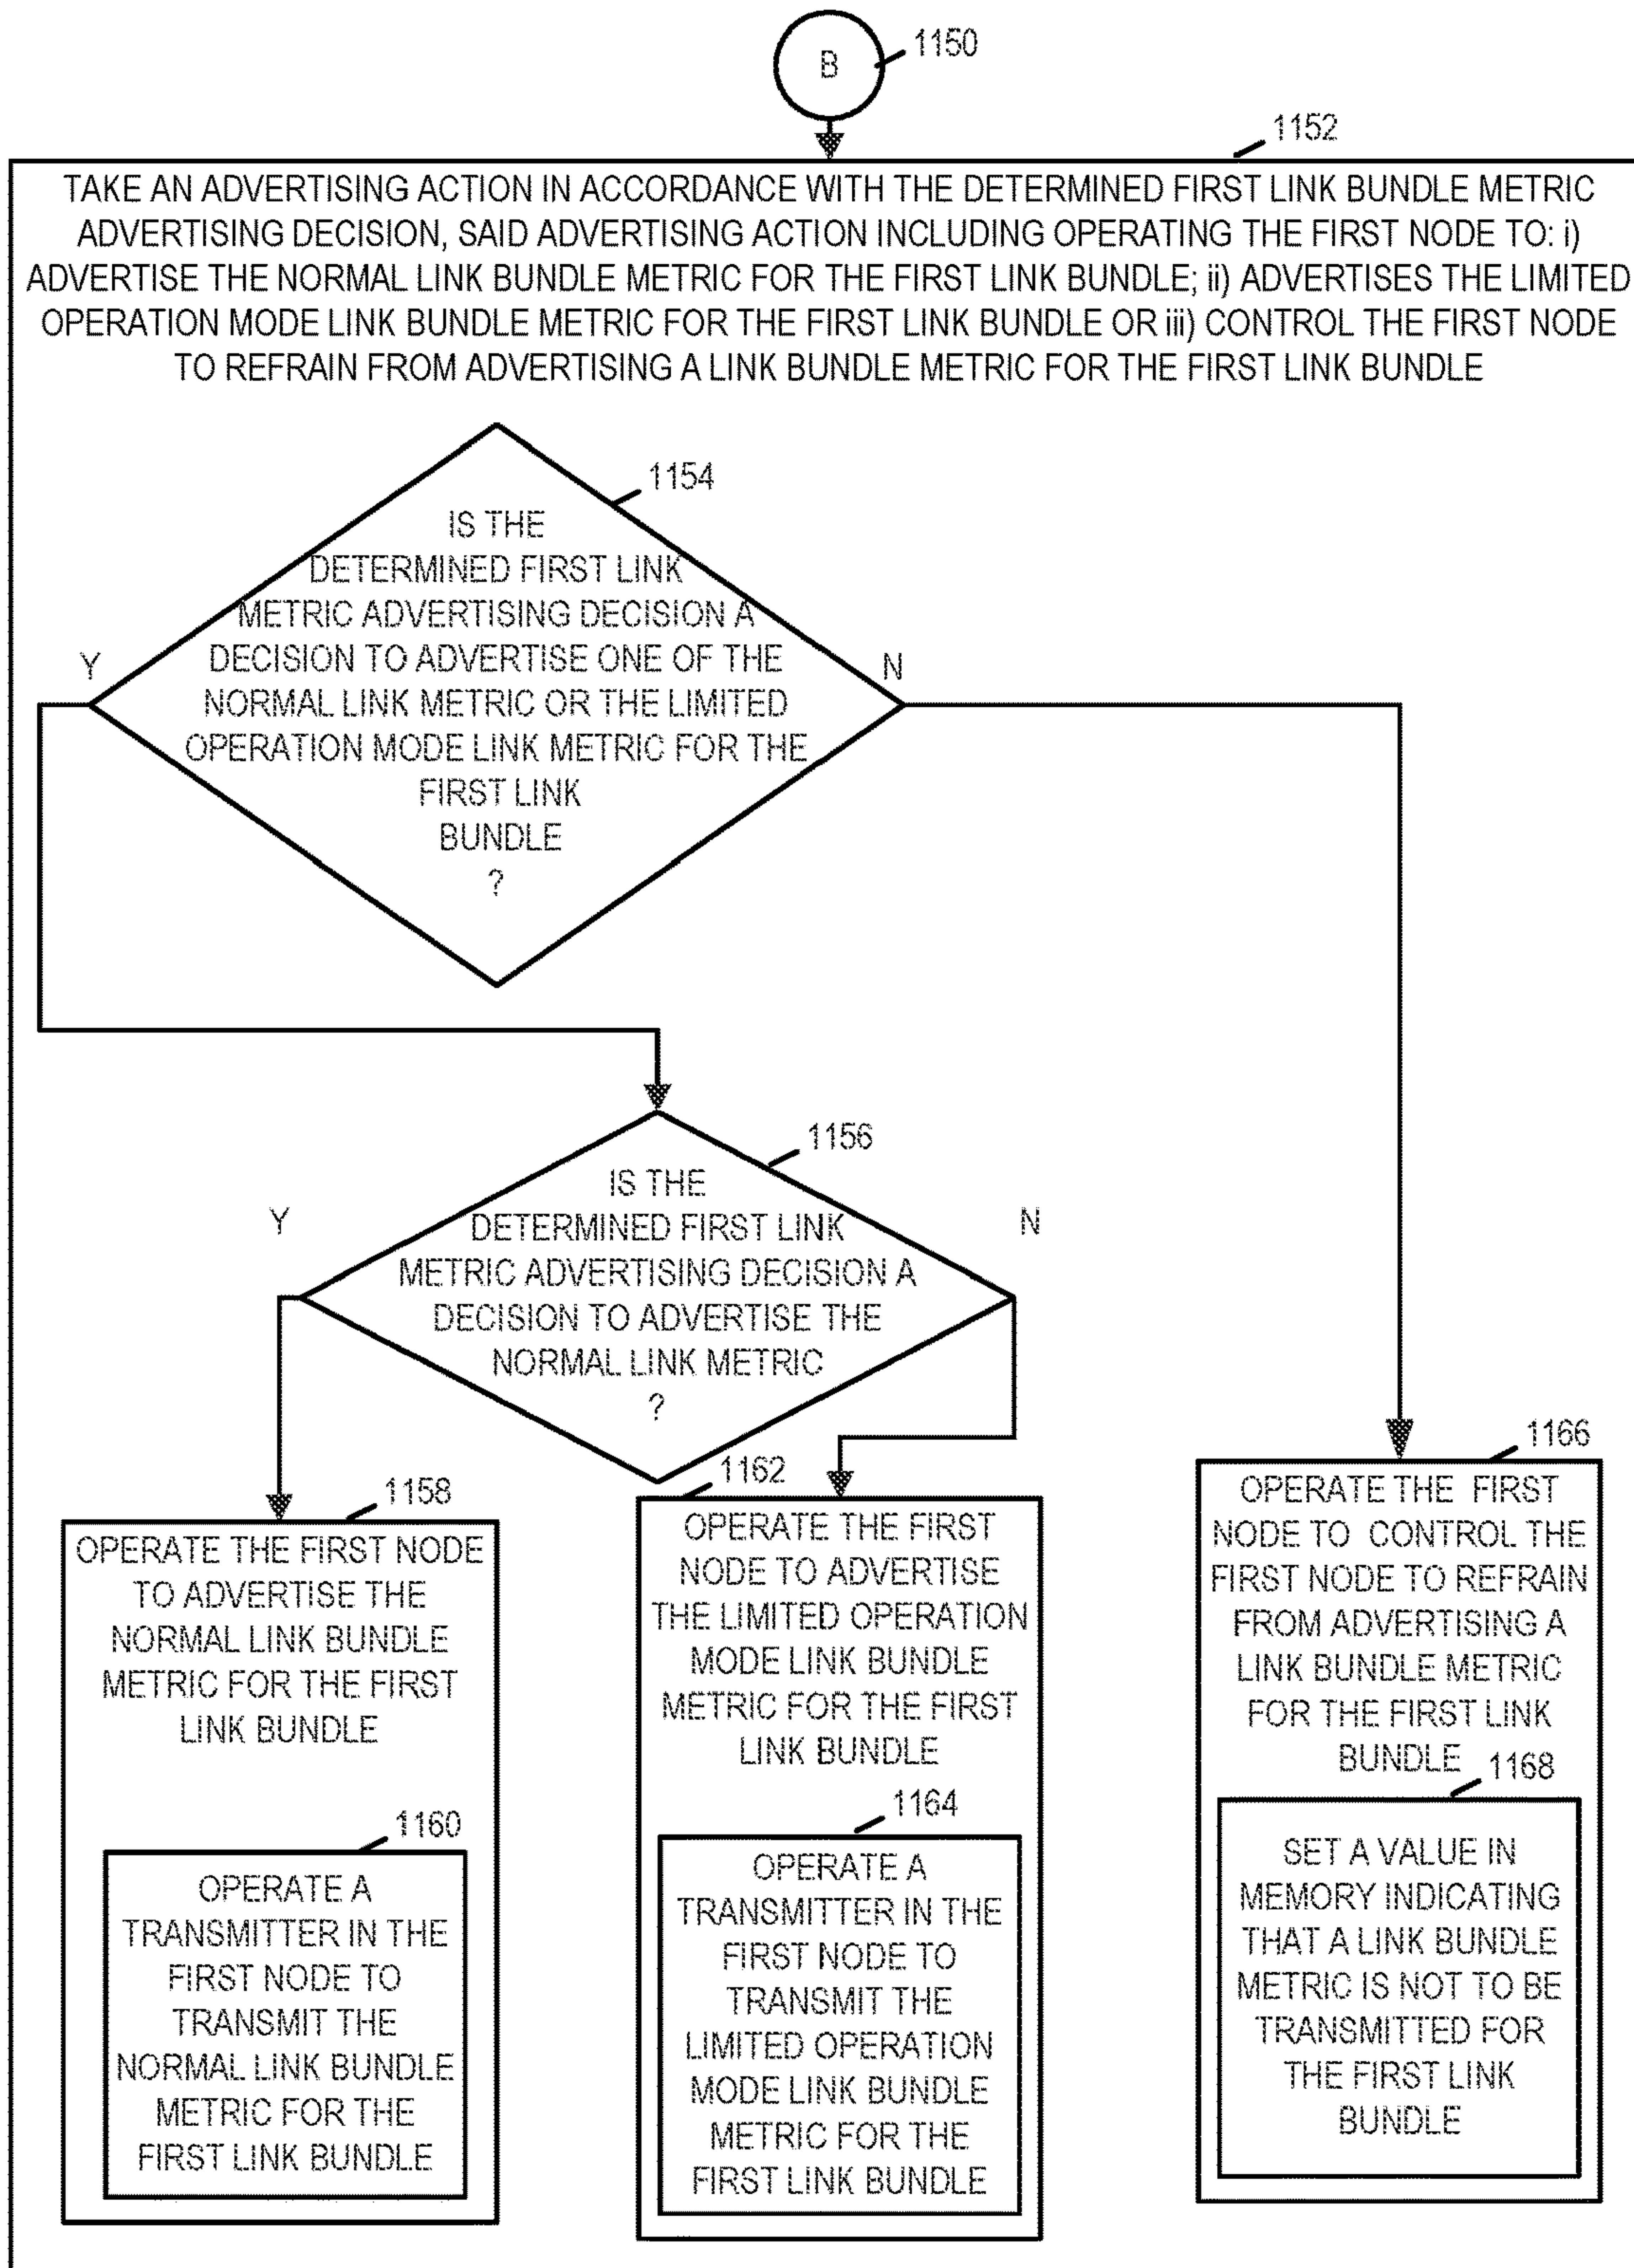 B
1150
1152
TAKE AN ADVERTISING ACTION IN ACCORDANCE WITH THE DETERMINED FIRST LINK BUNDLE METRIC
ADVERTISING DECISION, SAID ADVERTISING ACTION INCLUDING OPERATING THE FIRST NODE TO: i)
ADVERTISE THE NORMAL LINK BUNDLE METRIC FOR THE FIRST LINK BUNDLE; ii) ADVERTISES THE LIMITED
OPERATION MODE LINK BUNDLE METRIC FOR THE FIRST LINK BUNDLE OR iii) CONTROL THE FIRST NODE
TO REFRAIN FROM ADVERTISING A LINK BUNDLE METRIC FOR THE FIRST LINK BUNDLE
1154
IS THE
DETERMINED FIRST LINK
METRIC ADVERTISING DECISION A
DECISION TO ADVERTISE ONE OF THE
NORMAL LINK METRIC OR THE LIMITED
OPERATION MODE LINK METRIC FOR THE
FIRST LINK
BUNDLE
?
Y
N
1156
IS THE
DETERMINED FIRST LINK
METRIC ADVERTISING DECISION A
DECISION TO ADVERTISE THE
NORMAL LINK METRIC
?
Y
N
1158
OPERATE THE FIRST NODE
TO ADVERTISE THE
NORMAL LINK BUNDLE
METRIC FOR THE FIRST
LINK BUNDLE
1160
OPERATE A
TRANSMITTER IN THE
FIRST NODE TO
TRANSMIT THE
NORMAL LINK BUNDLE
METRIC FOR THE
FIRST LINK BUNDLE
1162
OPERATE THE FIRST
NODE TO ADVERTISE
THE LIMITED OPERATION
MODE LINK BUNDLE
METRIC FOR THE FIRST
LINK BUNDLE
1164
OPERATE A
TRANSMITTER IN THE
FIRST NODE TO
TRANSMIT THE
LIMITED OPERATION
MODE LINK BUNDLE
METRIC FOR THE
FIRST LINK BUNDLE
1166
OPERATE THE FIRST
NODE TO CONTROL THE
FIRST NODE TO REFRAIN
FROM ADVERTISING A
LINK BUNDLE METRIC
FOR THE FIRST LINK
BUNDLE
1168
SET A VALUE IN
MEMORY INDICATING
THAT A LINK BUNDLE
METRIC IS NOT TO BE
TRANSMITTED FOR
THE FIRST LINK
BUNDLE